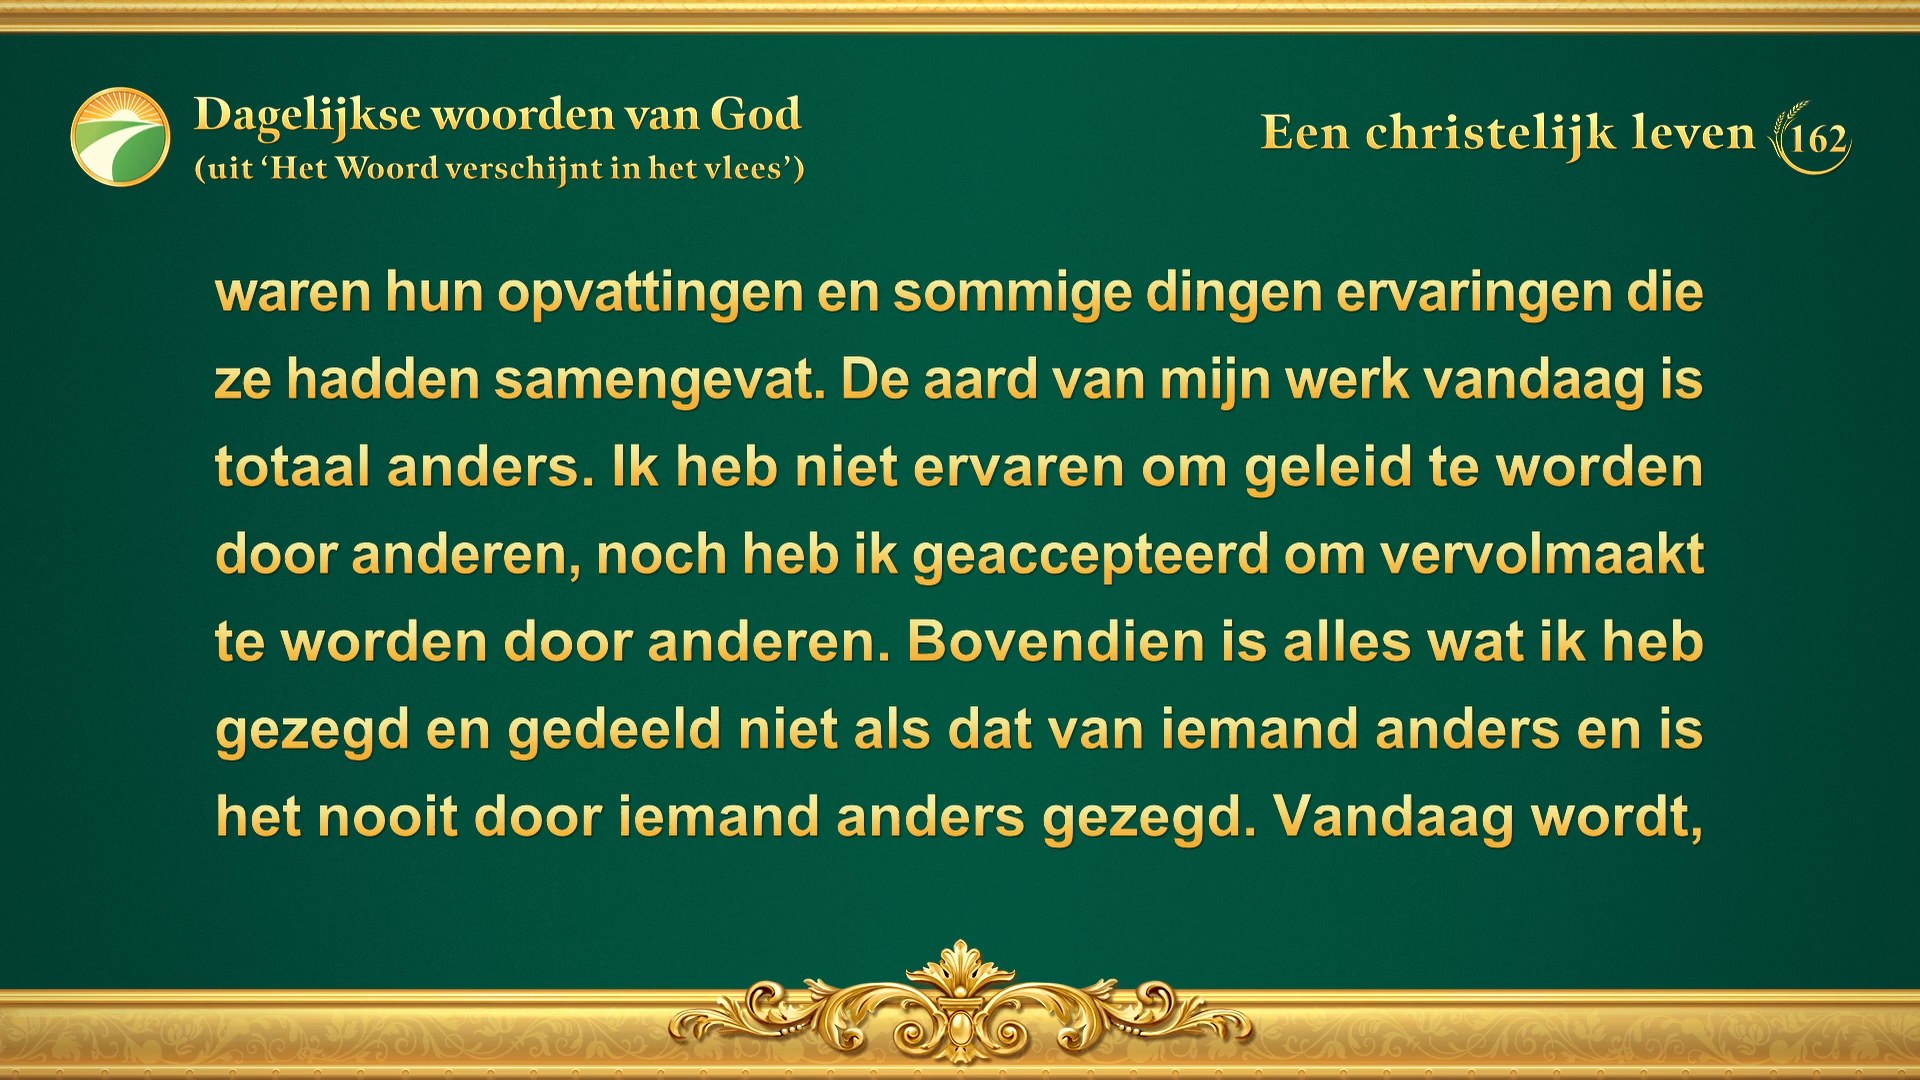 Dagelijkse woorden van God
(uit ‘Het Woord verschijnt in het vlees’)
Een christelijk leven 162
waren hun opvattingen en sommige dingen ervaringen die
ze hadden samengevat. De aard van mijn werk vandaag is
totaal anders. Ik heb niet ervaren om geleid te worden
door anderen, noch heb ik geaccepteerd om vervolmaakt
te worden door anderen. Bovendien is alles wat ik heb
gezegd en gedeeld niet als dat van iemand anders en is
het nooit door iemand anders gezegd. Vandaag wordt,